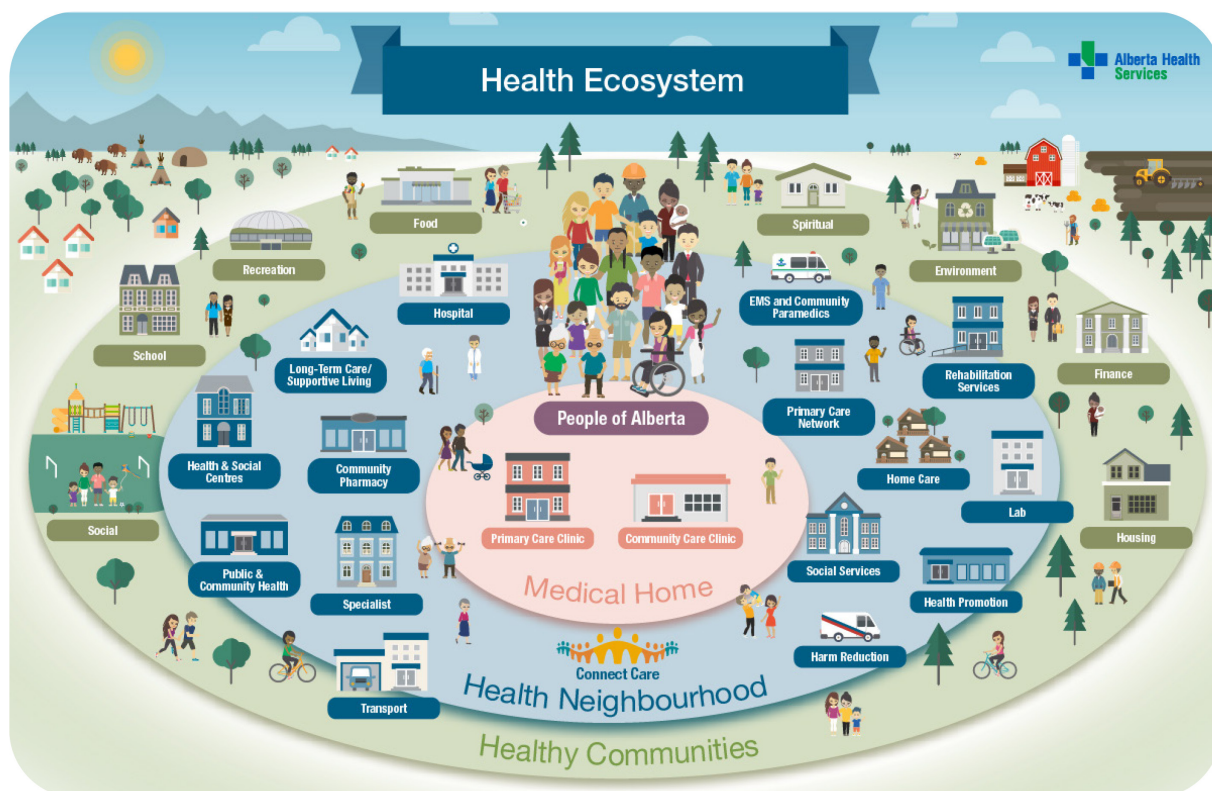 Health Ecosystem
Alberta Health
Services
Food
Spiritual
Recreation
Environment
Hospital
EMS and Community
Paramedics
School
Long-Term Care/
Supportive Living
Rehabilitation
Services
Finance
People of Alberta
Primary Care
Network
Health & Social
Centres
Community
Pharmacy
Home Care
Lab
Social
Primary Care Clinic
Community Care Clinic
Housing
Public &
Community Health
Specialist
Medical Home
Social Services
Health Promotion
Harm Reduction
Connect Care
Transport
Health Neighbourhood
Healthy Communities